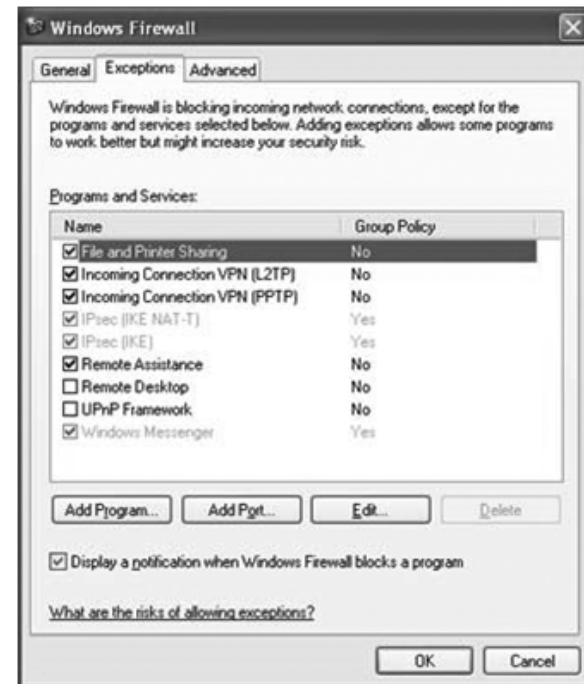 Windows Firewall
General Exceptions Advanced
Windows Firewall is blocking incoming network connections, except for the
programs and services selected below. Adding exceptions allows some programs
to work better but might increase your security risk.
Programs and Services:
Name Group Policy
File and Printer Sharing No
Incoming Connection VPN (L2TP) No
Incoming Connection VPN (PPTP) No
IPsec (IKE NAT-T) Yes
IPsec (IKE) Yes
Remote Assistance No
Remote Desktop No
UPnP Framework No
Windows Messenger Yes
Add Program... Add Port... Edit... Delete
Display a notification when Windows Firewall blocks a program
What are the risks of allowing exceptions?
OK Cancel